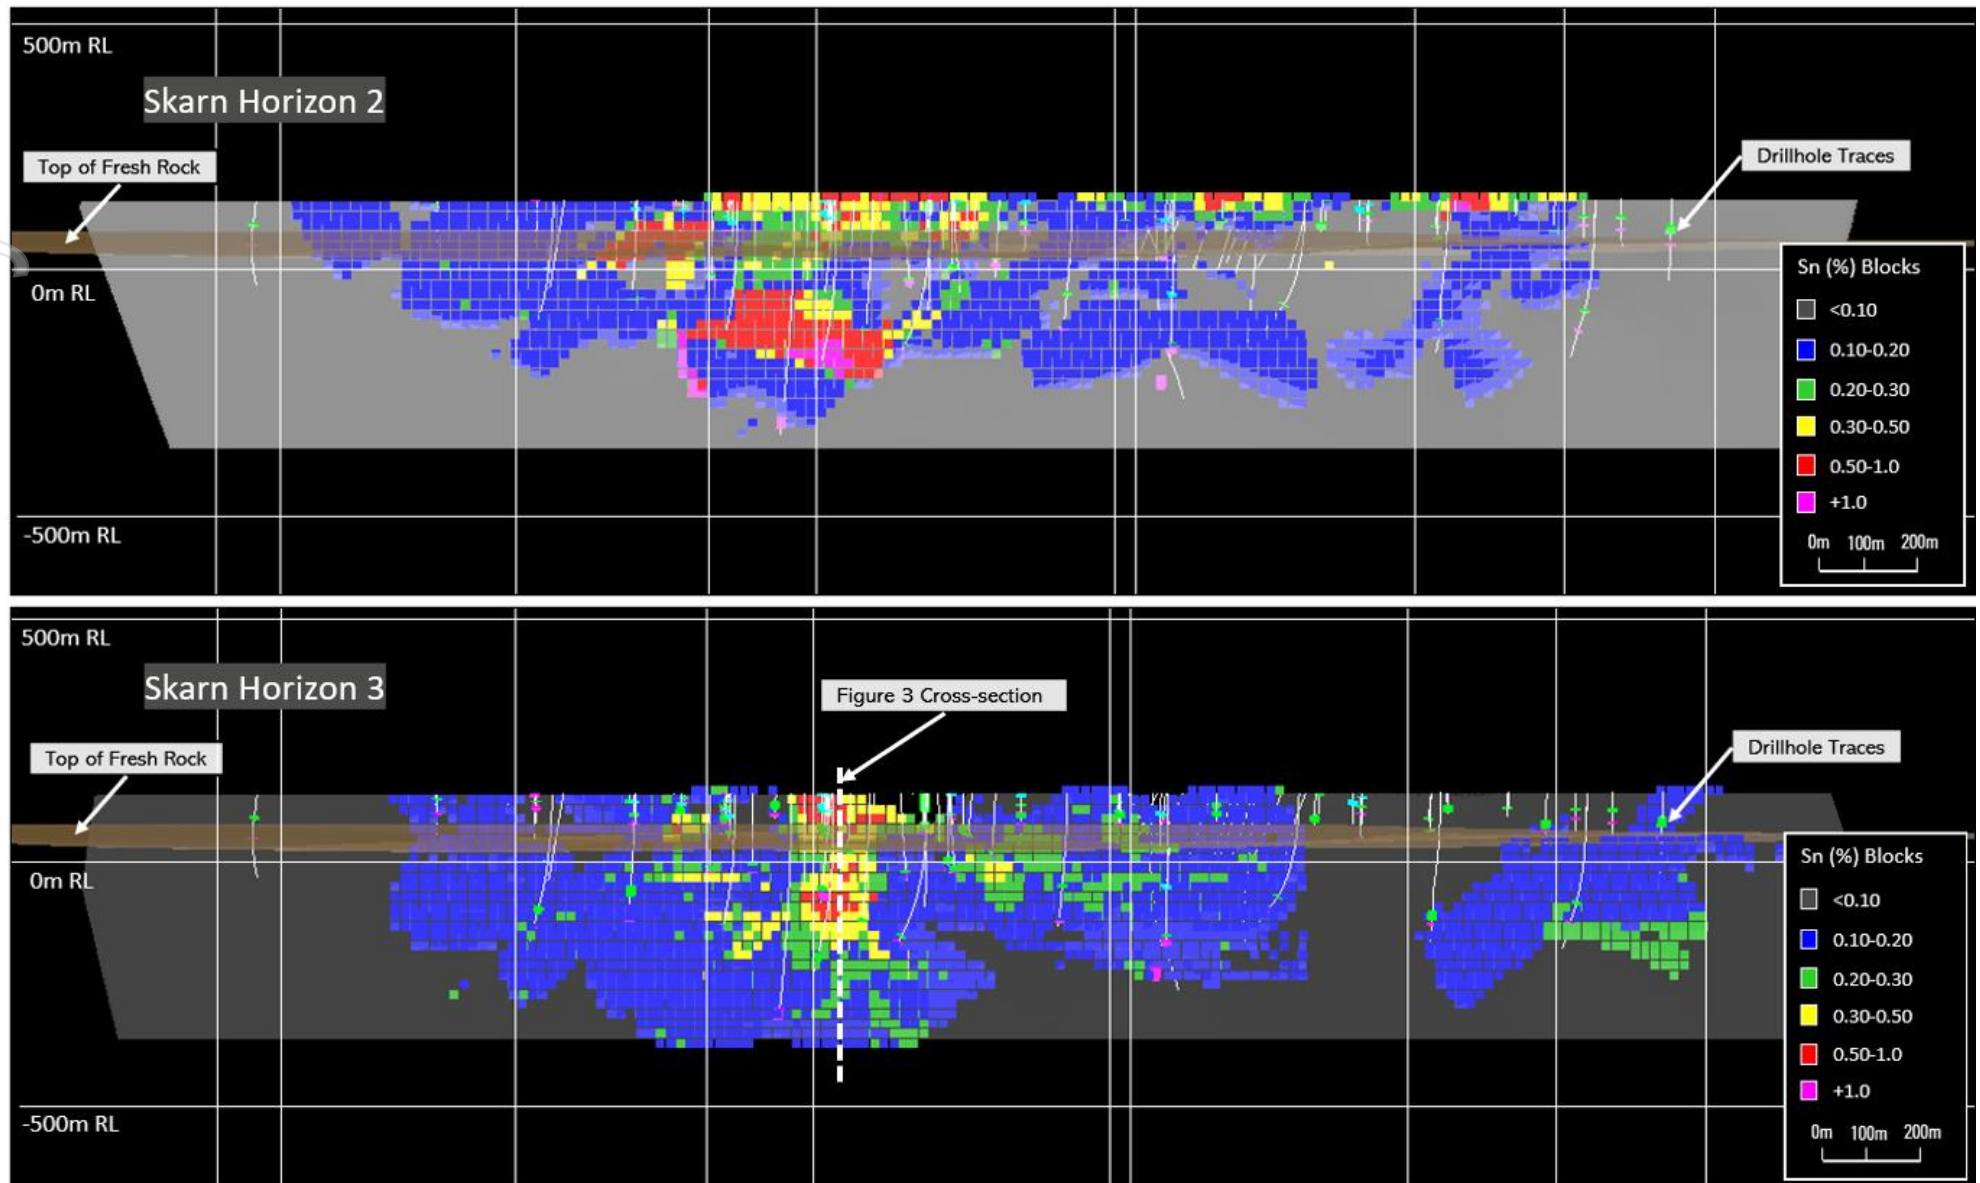 500m RL
Skarn Horizon 2
Top of Fresh Rock
Drillhole Traces
0m RL
-500m RL
Sn (%) Blocks
<0.10
0.10-0.20
0.20-0.30
0.30-0.50
0.50-1.0
+1.0
0m 100m 200m
500m RL
Skarn Horizon 3
Figure 3 Cross-section
Top of Fresh Rock
Drillhole Traces
0m RL
-500m RL
Sn (%) Blocks
<0.10
0.10-0.20
0.20-0.30
0.30-0.50
0.50-1.0
+1.0
0m 100m 200m